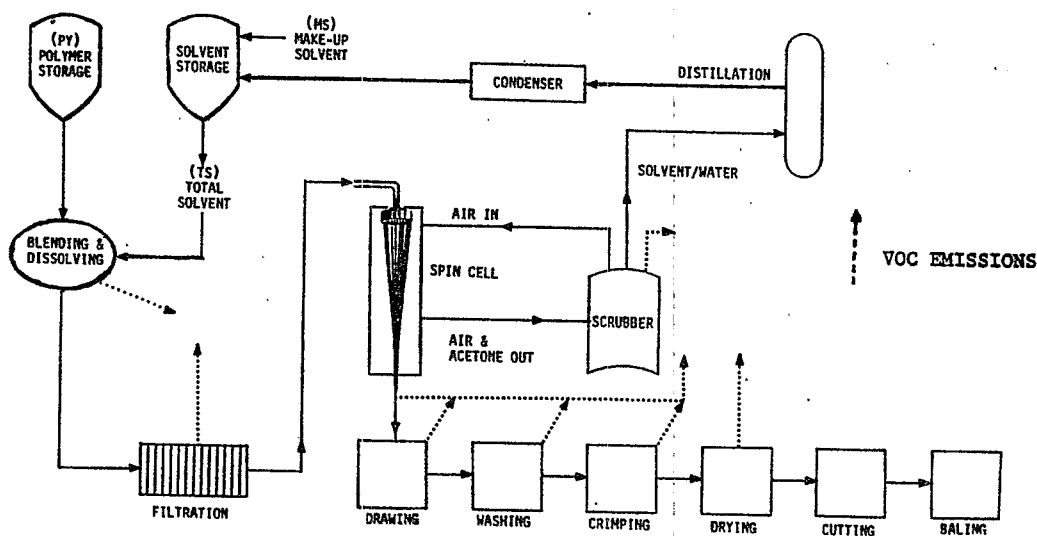 (PY)
POLYMER
STORAGE
SOLVENT
STORAGE
(MS)
MAKE-UP
SOLVENT
CONDENSER
DISTILLATION
SOLVENT/WATER
(TS)
TOTAL
SOLVENT
BLENDING &
DISSOLVING
AIR IN
SPIN CELL
AIR &
ACETONE OUT
SCRUBBER
VOC EMISSIONS
FILTRATION
DRAWING
WASHING
CRIMPING
DRYING
CUTTING
BALING